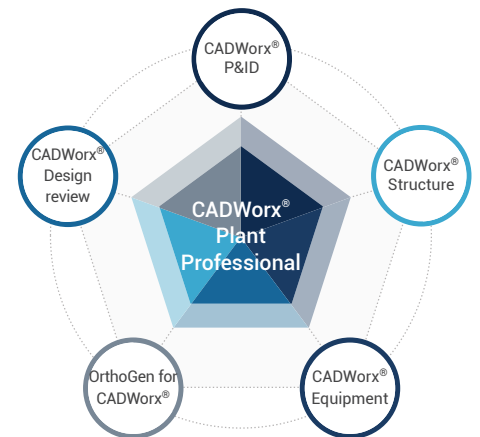 CADWorx®
P&ID
CADWorx®
Design
review
CADWorx®
Structure
CADWorx®
Plant
Professional
OrthoGen for
CADWorx®
CADWorx®
Equipment